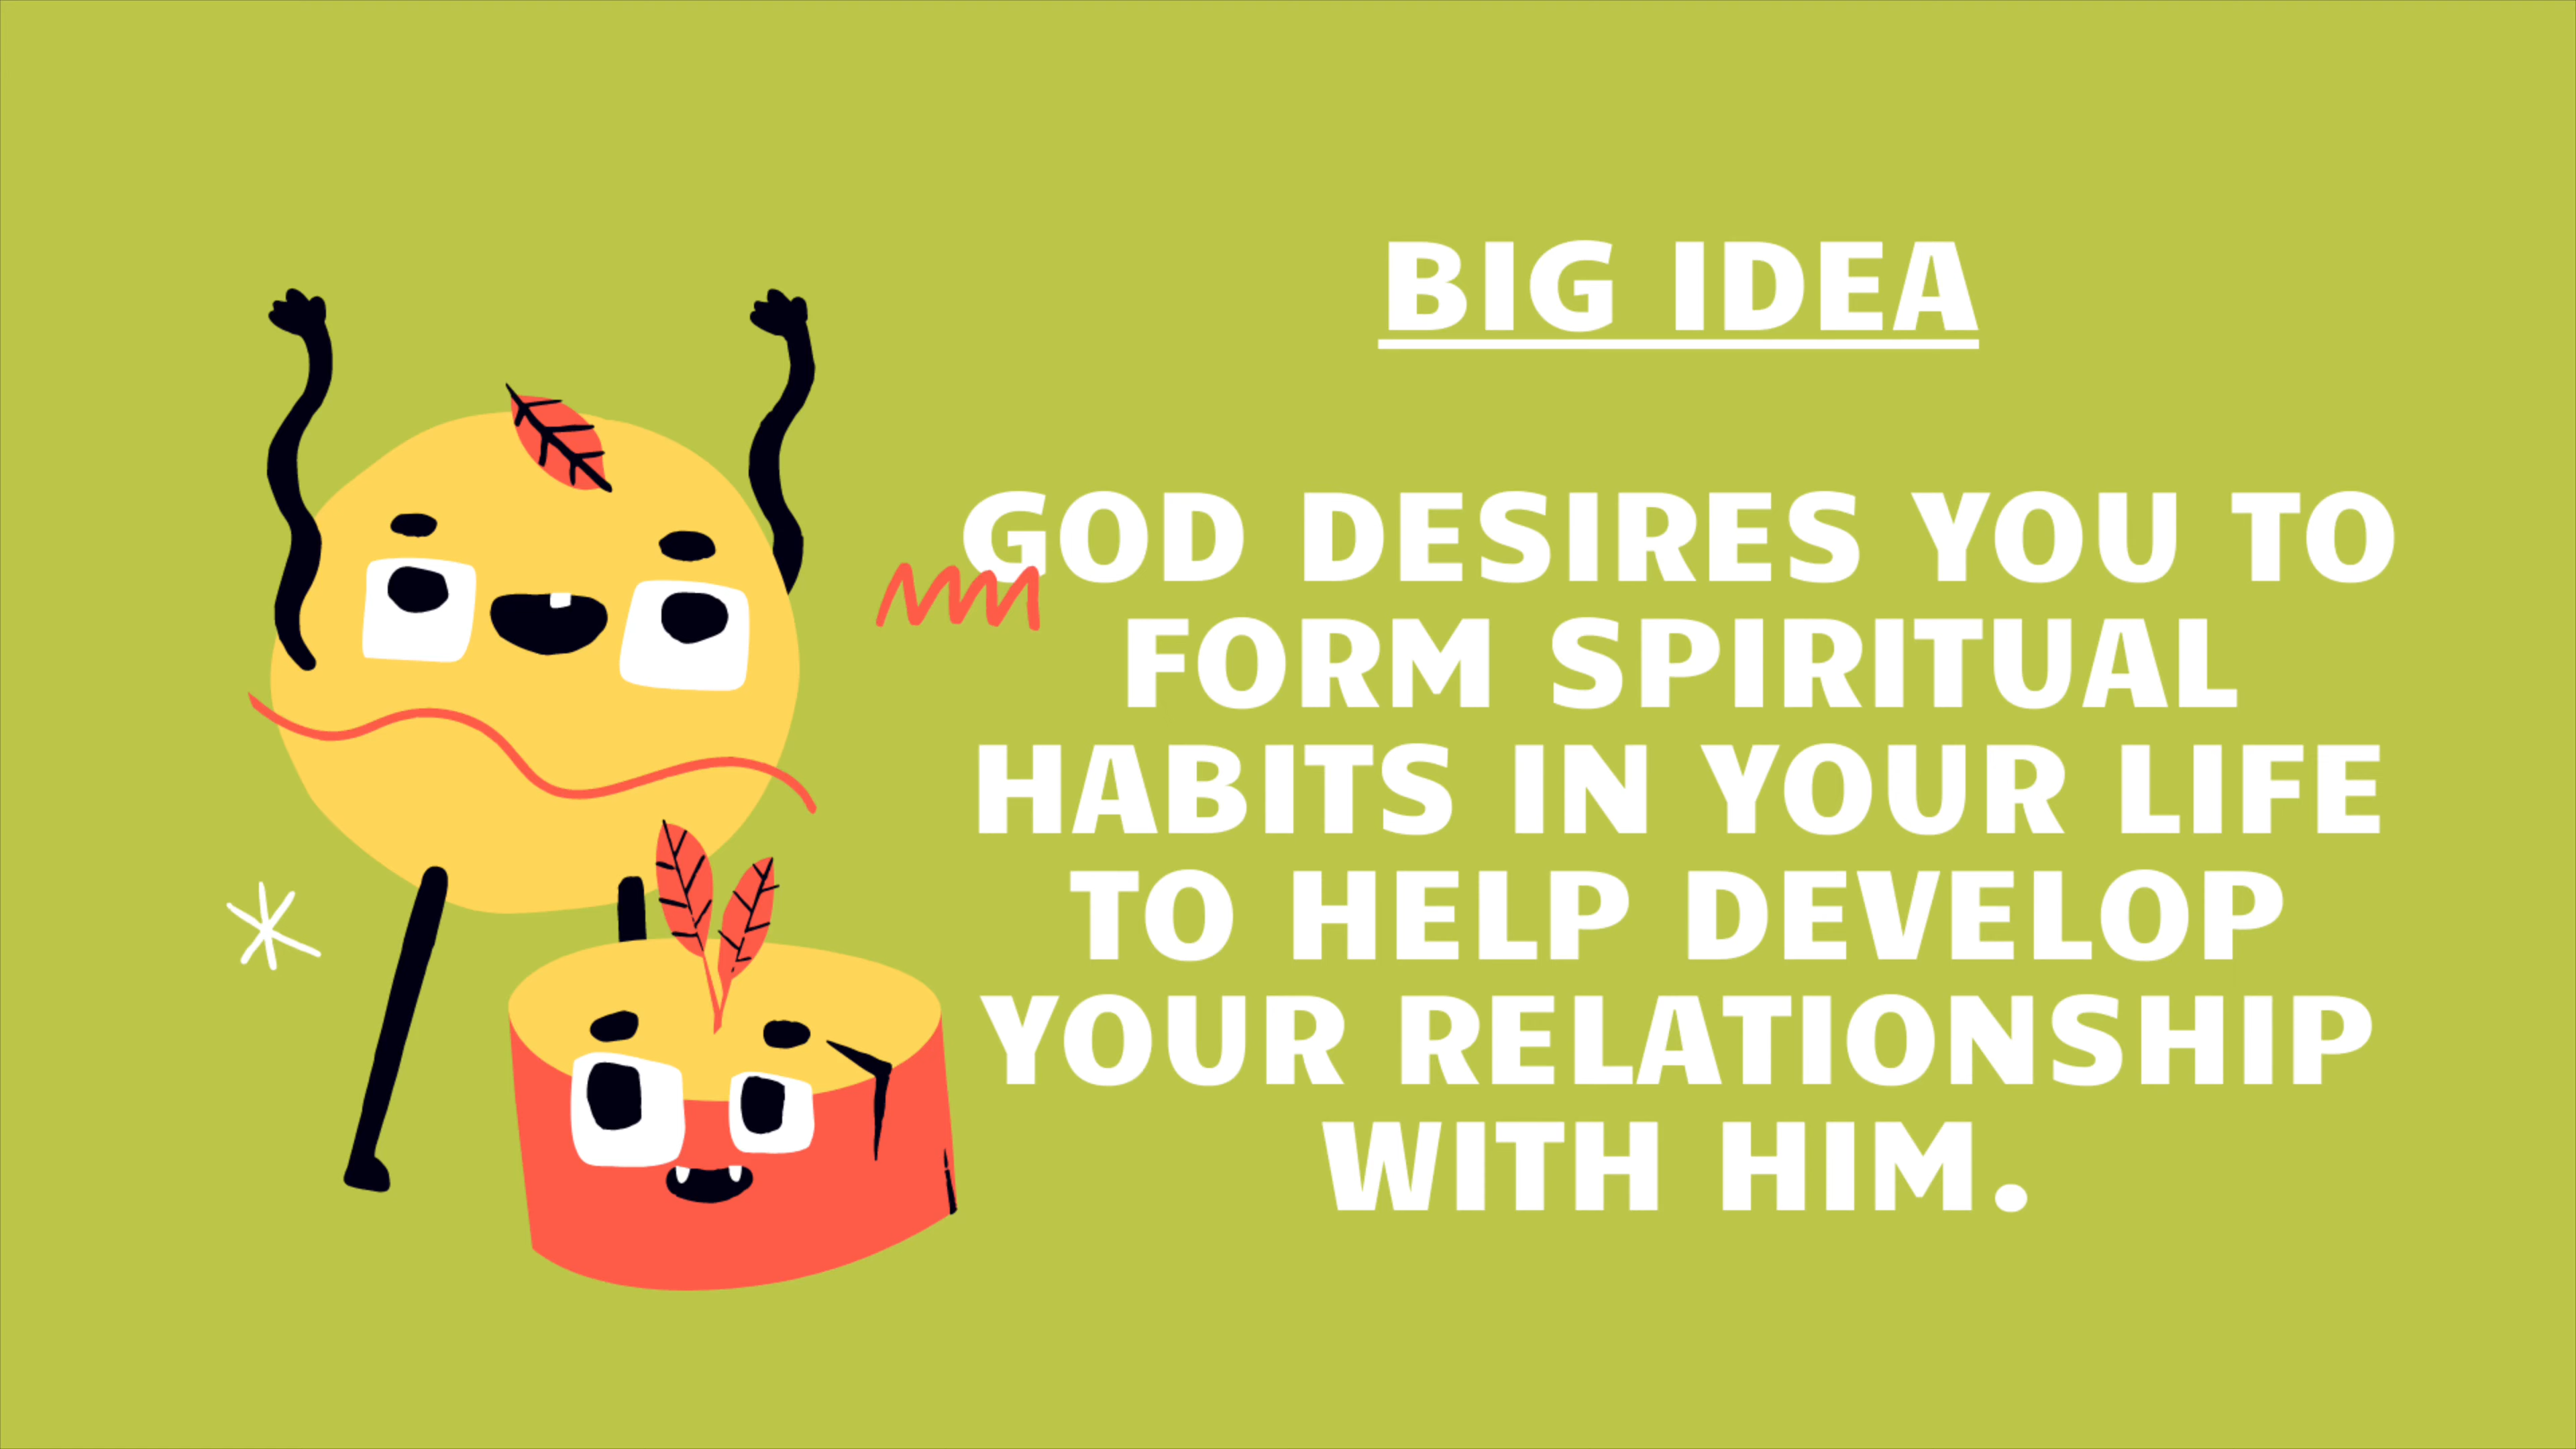 BIG IDEA
GOD DESIRES YOU TO
FORM SPIRITUAL
HABITS IN YOUR LIFE
TO HELP DEVELOP
YOUR RELATIONSHIP
WITH HIM.